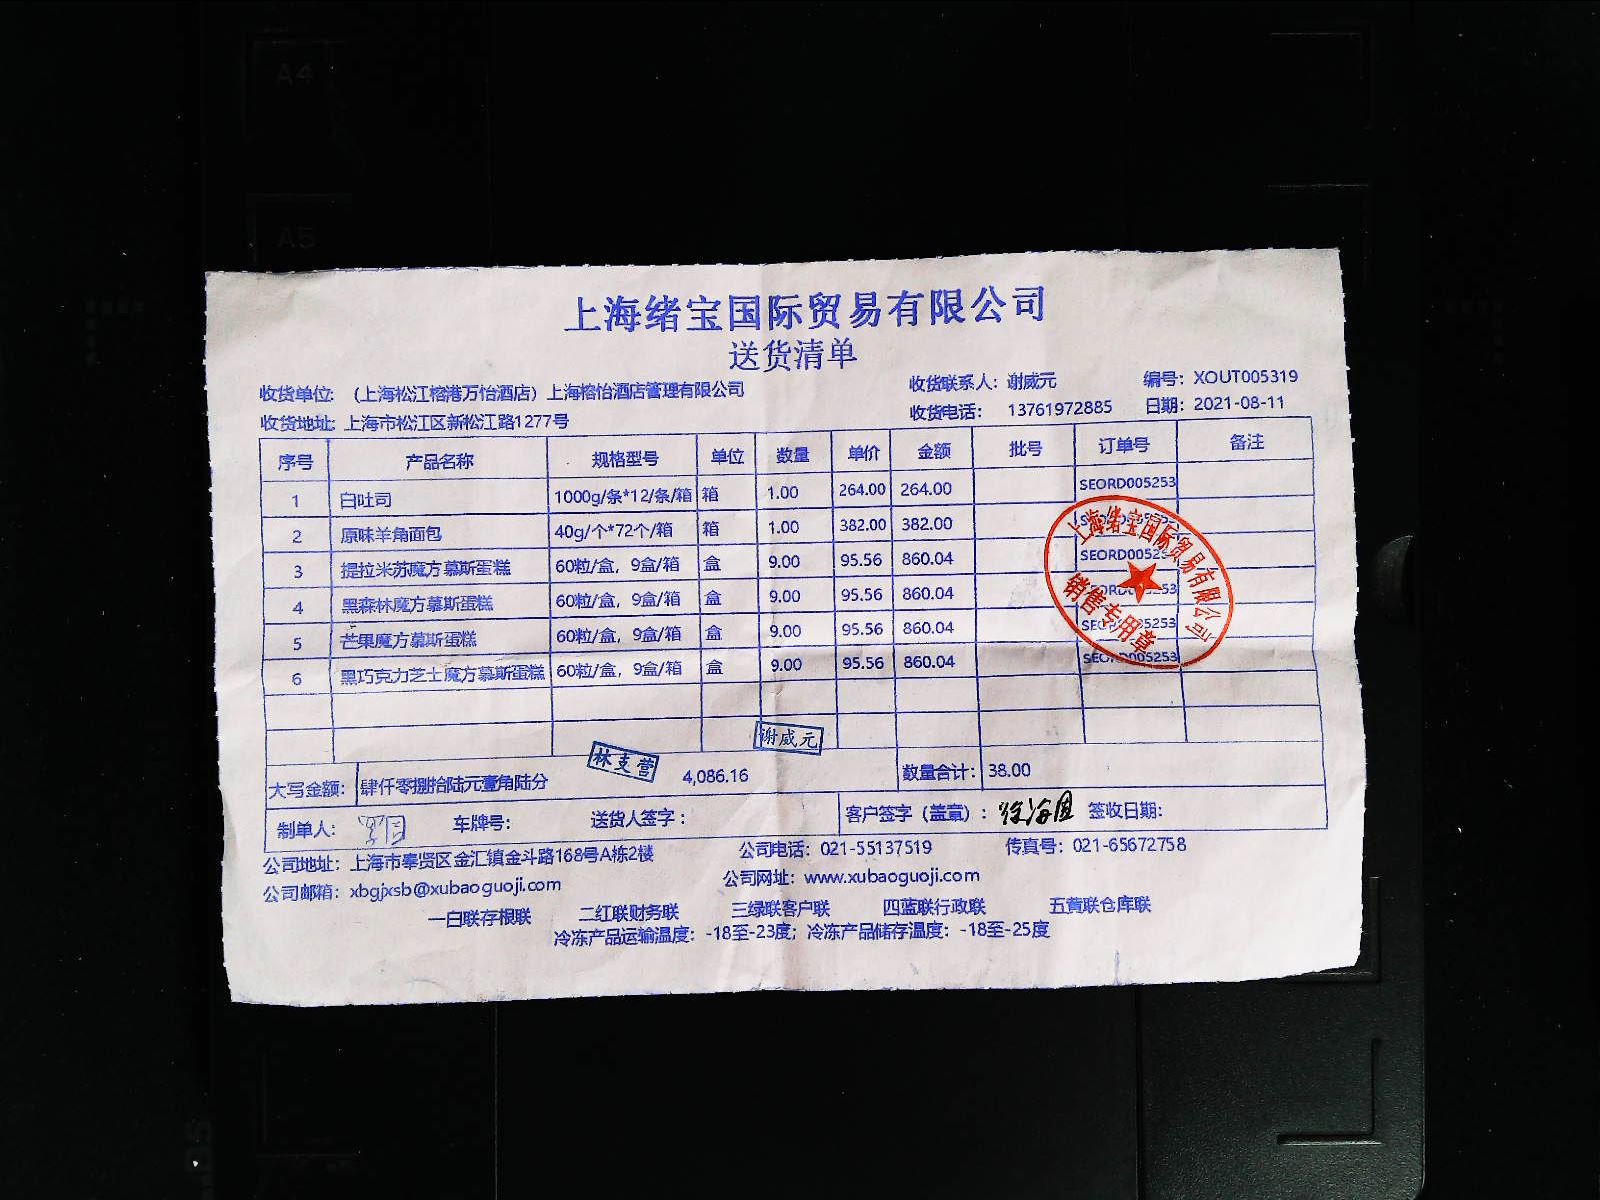 A4
A5
上海绪宝国际贸易有限公司
送货清单
收货单位: (上海松江榕港万怡酒店) 上海榕怡酒店管理有限公司 收货联系人: 谢威元 编号: XOUT005319
收货地址: 上海市松江区新松江路1277号 收货电话: 13761972885 日期: 2021-08-11
序号 产品名称 规格型号 单位 数量 单价 金额 批号 订单号 备注
1 白吐司 1000g/条*12/条/箱 箱 1.00 264.00 264.00 SEORD005253
2 原味羊角面包 40g/个*72个/箱 箱 1.00 382.00 382.00
3 提拉米苏魔方慕斯蛋糕 60粒/盒, 9盒/箱 盒 9.00 95.56 860.04 SEORD005253
4 黑森林魔方慕斯蛋糕 60粒/盒, 9盒/箱 盒 9.00 95.56 860.04
5 芒果魔方慕斯蛋糕 60粒/盒, 9盒/箱 盒 9.00 95.56 860.04
6 黑巧克力芝士魔方慕斯蛋糕 60粒/盒, 9盒/箱 盒 9.00 95.56 860.04 SEORD005253
上海绪宝国际贸易有限公司
销售专用章
谢威元
林支营
大写金额: 肆仟零捌拾陆元壹角陆分 4,086.16 数量合计: 38.00
制单人: 车牌号: 送货人签字: 客户签字 (盖章) : 签收日期:
公司地址: 上海市奉贤区金汇镇金斗路168号A栋2楼 公司电话: 021-55137519 传真号: 021-65672758
公司邮箱: xbgjxsb@xubaoguoji.com 公司网址: www.xubaoguoji.com
一白联存根联 二红联财务联 三绿联客户联 四蓝联行政联 五黄联仓库联
冷冻产品运输温度: -18至-23度; 冷冻产品储存温度: -18至-25度